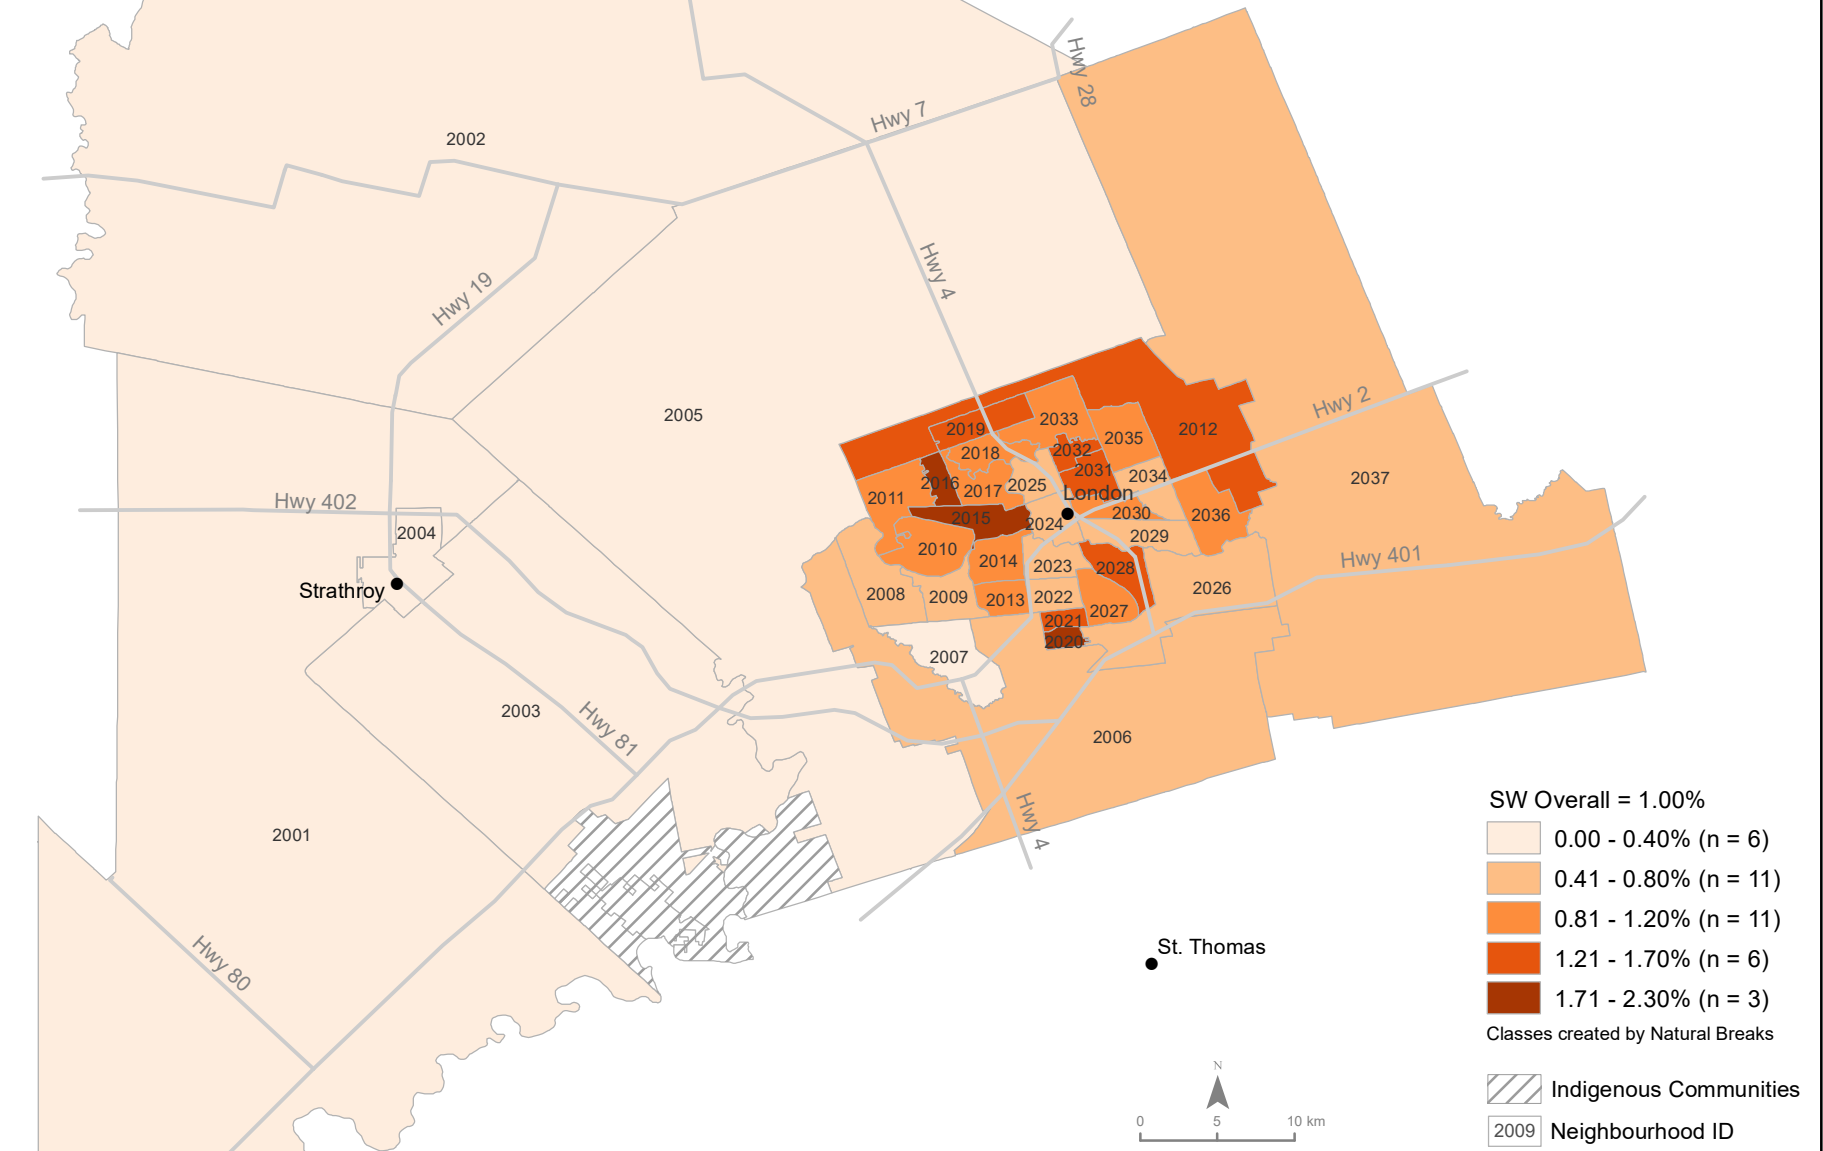 Hwy 28
Hwy 7
2002
Hwy 4
Hwy 19
2005
Hwy 2
2019
2033
2035
2012
2018
2032
2031
2034
2037
2016
2017
2025
2011
London
Hwy 402
2015
2024
2030
2036
2004
2029
2010
Hwy 401
2014
2023
2028
Strathroy
2008
2009
2013
2022
2027
2026
2021
2020
2007
2003
Hwy 81
2006
SW Overall = 1.00%
0.00 - 0.40% (n = 6)
2001
Hwy 4
0.41 - 0.80% (n = 11)
0.81 - 1.20% (n = 11)
Hwy 80
St. Thomas
1.21 - 1.70% (n = 6)
1.71 - 2.30% (n = 3)
Classes created by Natural Breaks
N
Indigenous Communities
0 5 10 km
2009 Neighbourhood ID